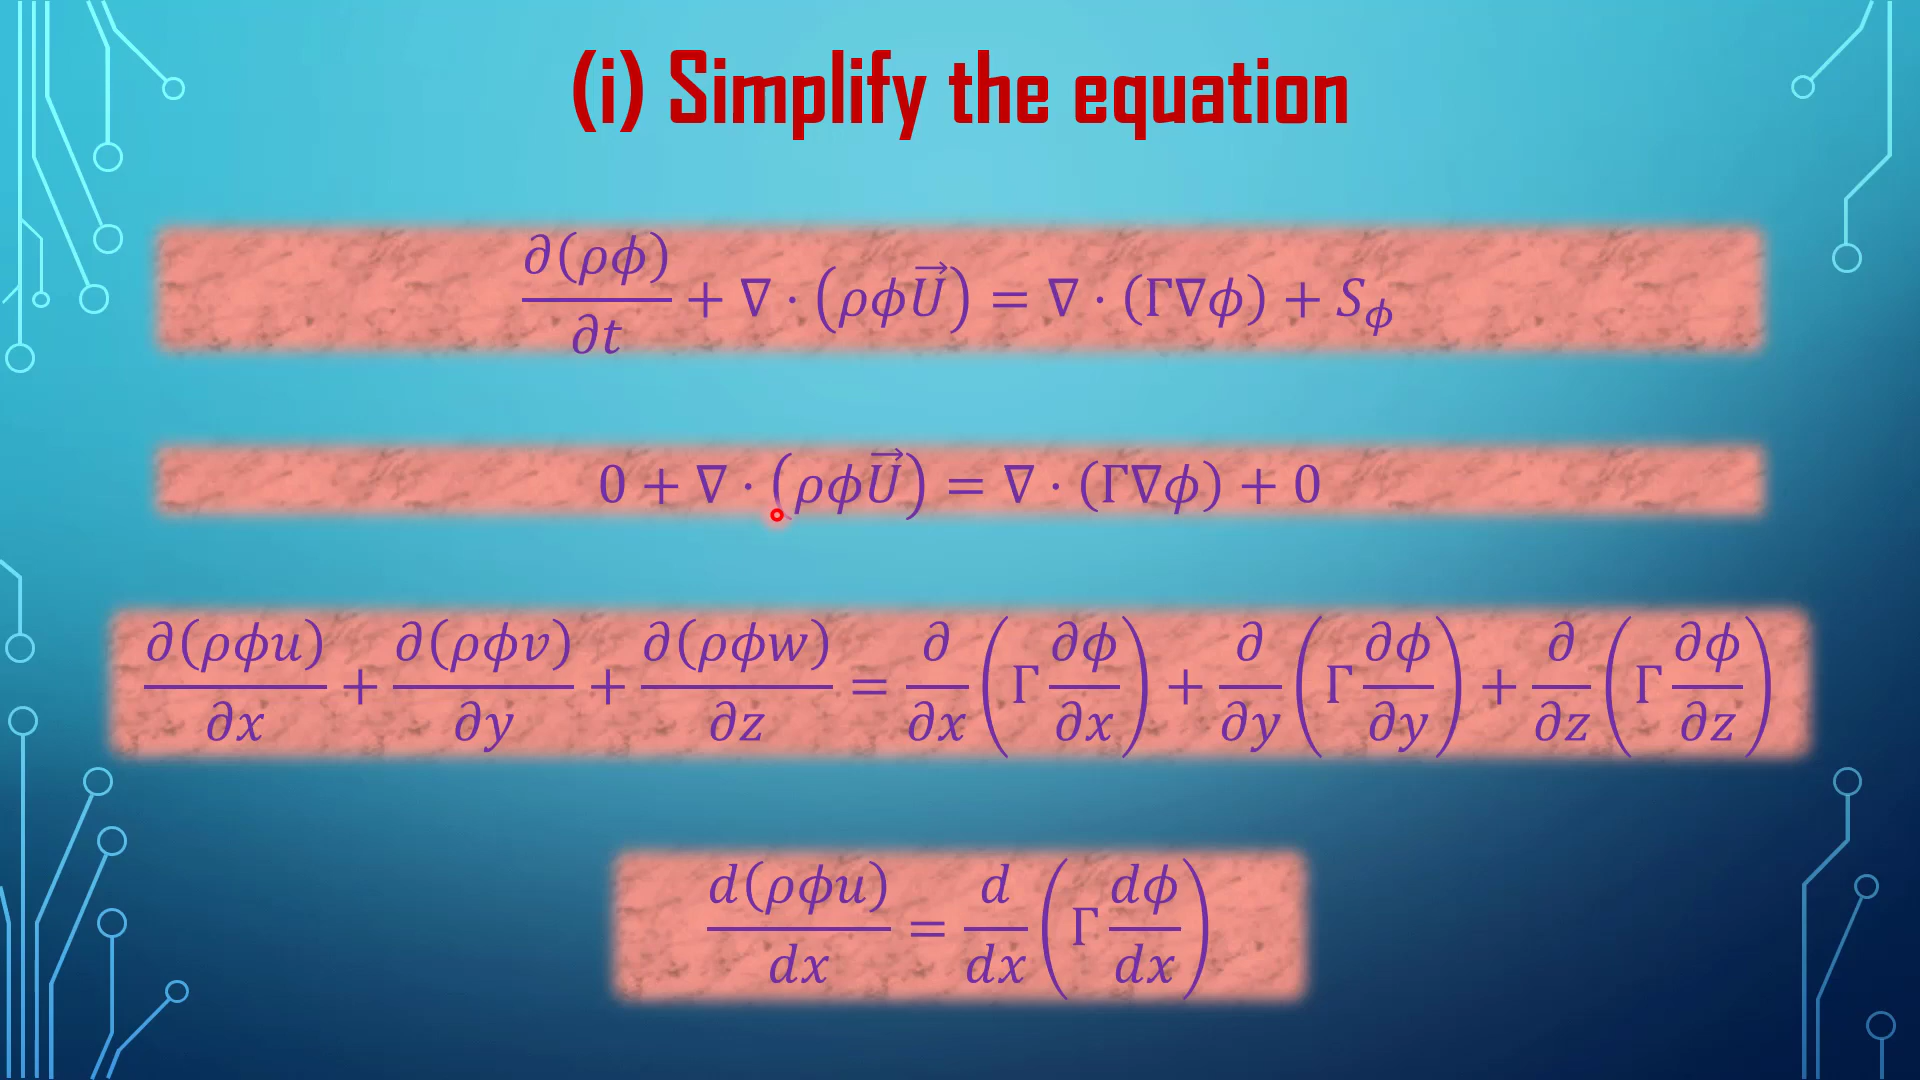 (i) Simplify the equation
∂(ρϕ)/∂t + ∇ · (ρϕU⃗) = ∇ · (Γ∇ϕ) + S_ϕ
0 + ∇ · (ρϕU⃗) = ∇ · (Γ∇ϕ) + 0
∂(ρϕu)/∂x + ∂(ρϕv)/∂y + ∂(ρϕw)/∂z = ∂/∂x (Γ ∂ϕ/∂x) + ∂/∂y (Γ ∂ϕ/∂y) + ∂/∂z (Γ ∂ϕ/∂z)
d(ρϕu)/dx = d/dx (Γ dϕ/dx)